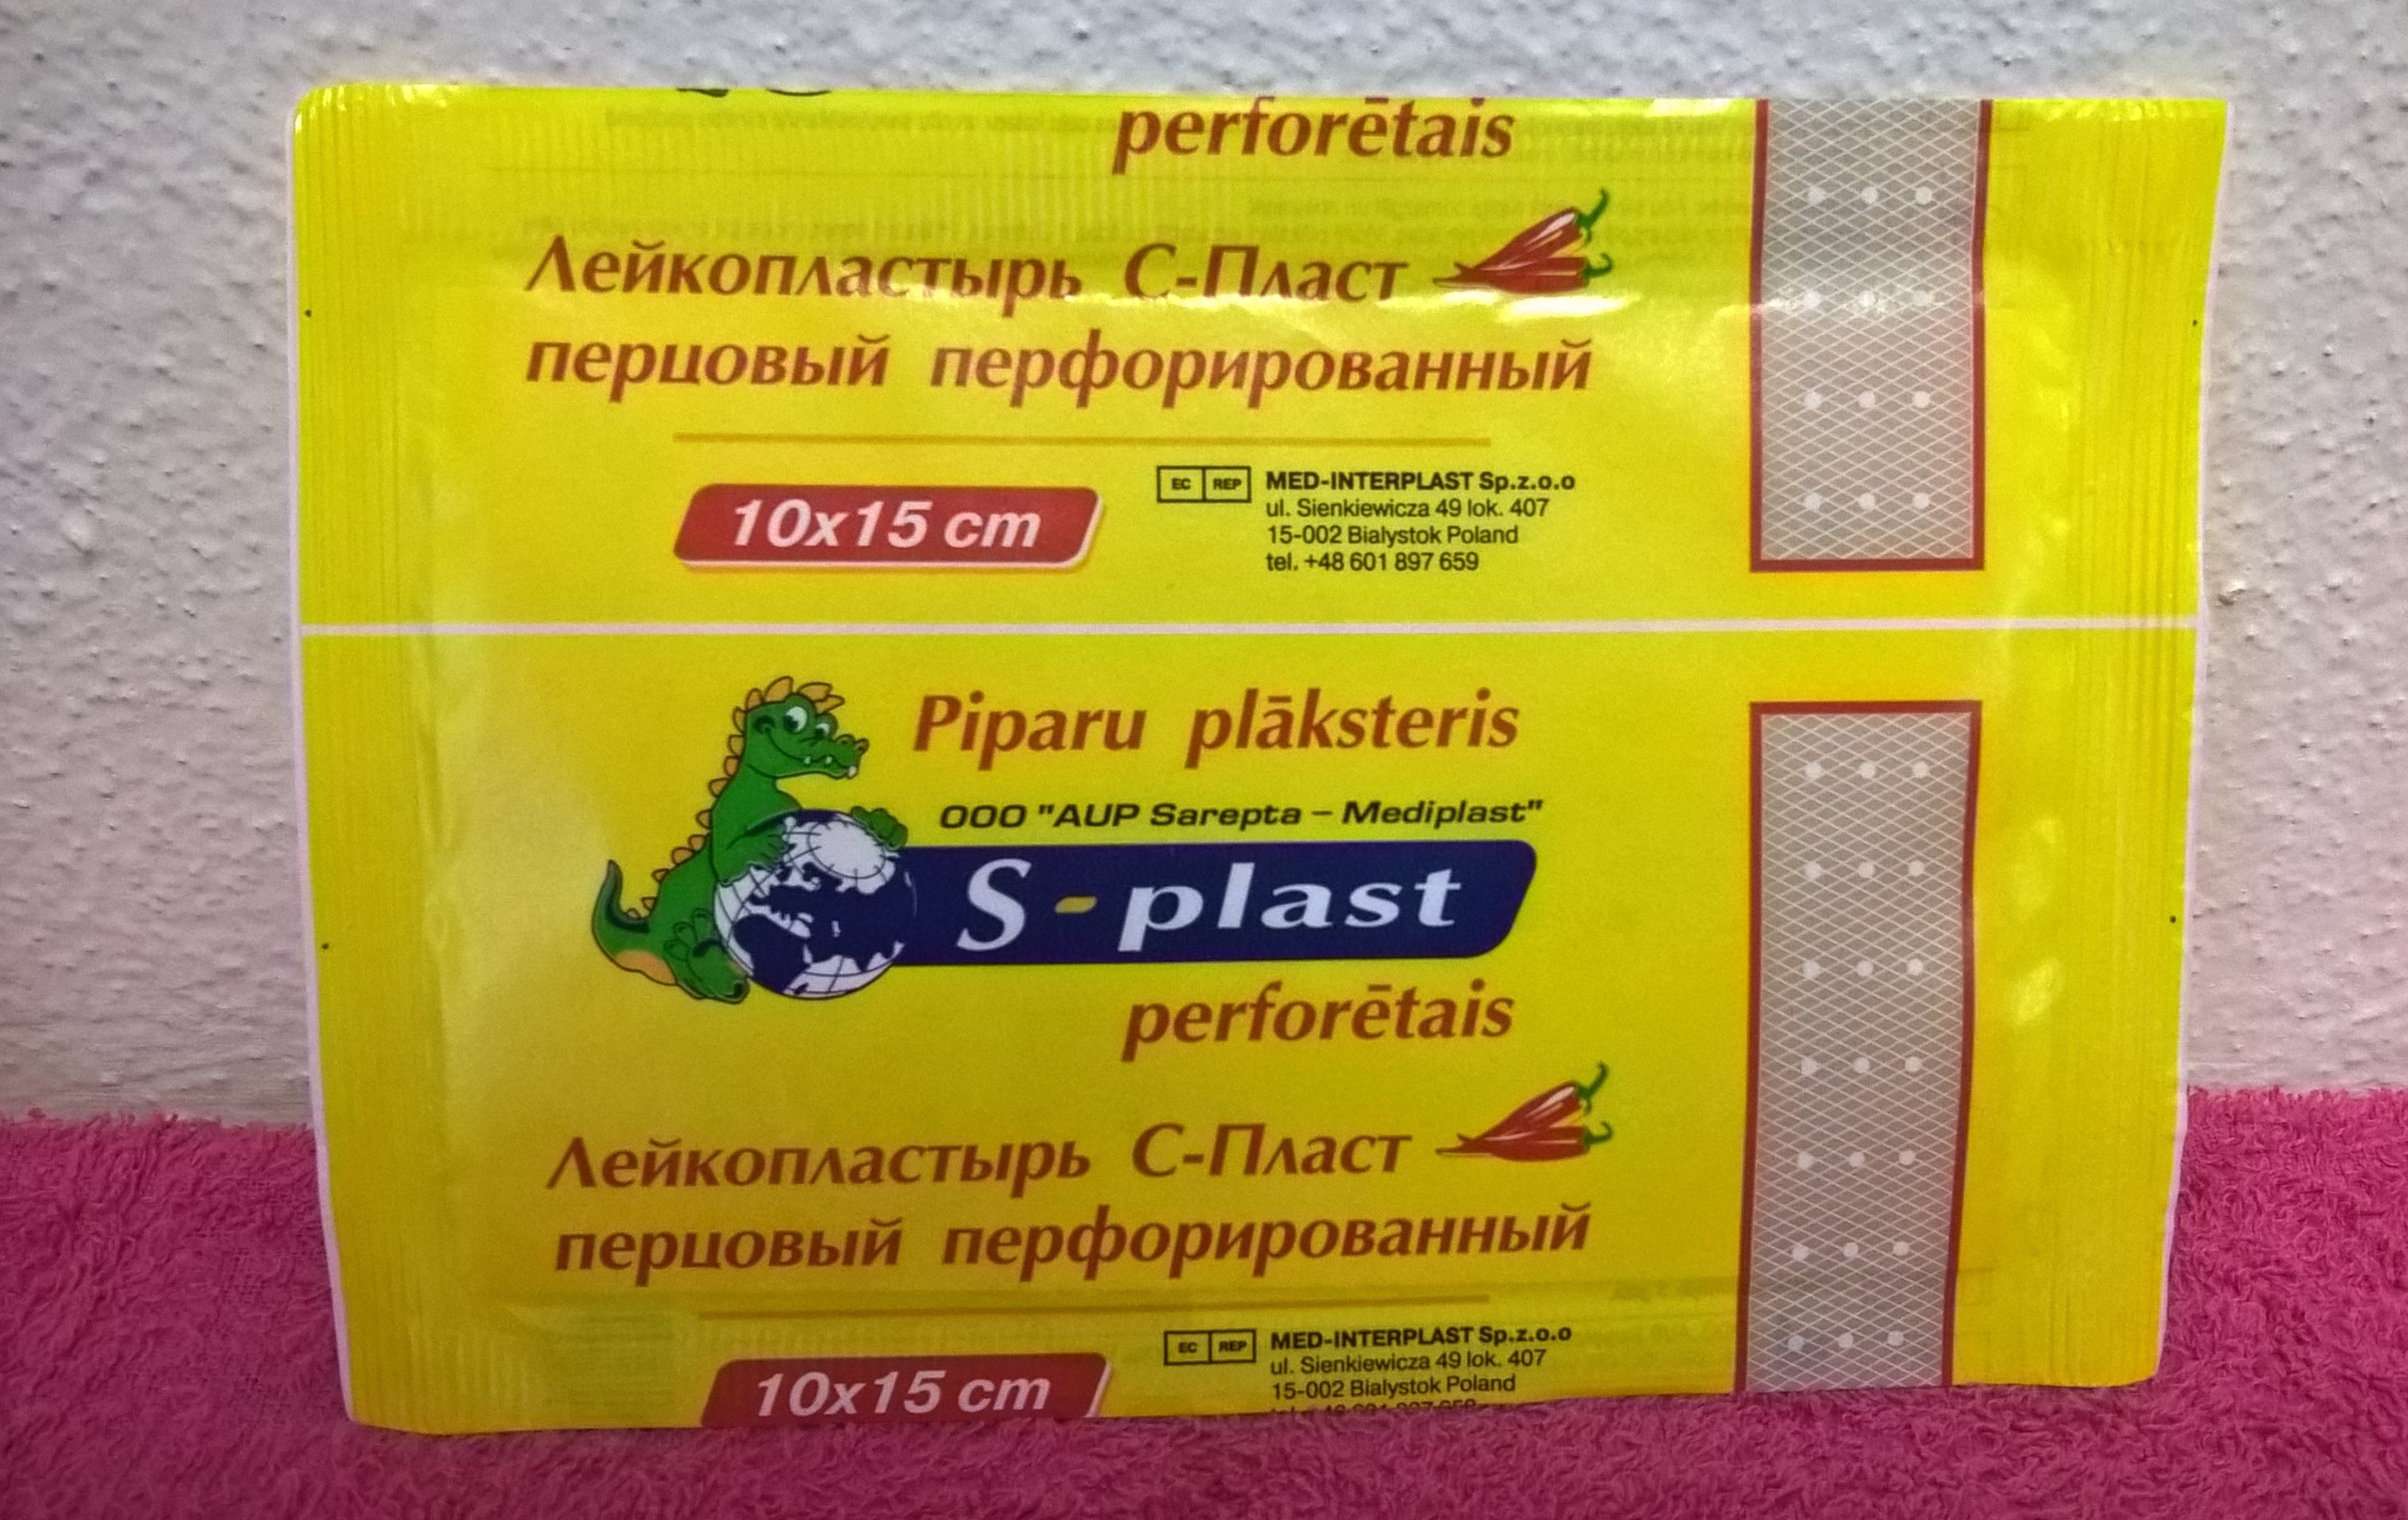 perforētais
Лейкопластырь С-Пласт
перцовый перфорированный
10x15 cm
EC REP
MED-INTERPLAST Sp.z.o.o
ul. Sienkiewicza 49 lok. 407
15-002 Bialystok Poland
tel. +48 601 897 659
Piparu plāksteris
ООО "AUP Sarepta – Mediplast"
S-plast
perforētais
Лейкопластырь С-Пласт
перцовый перфорированный
10x15 cm
EC REP
MED-INTERPLAST Sp.z.o.o
ul. Sienkiewicza 49 lok. 407
15-002 Bialystok Poland